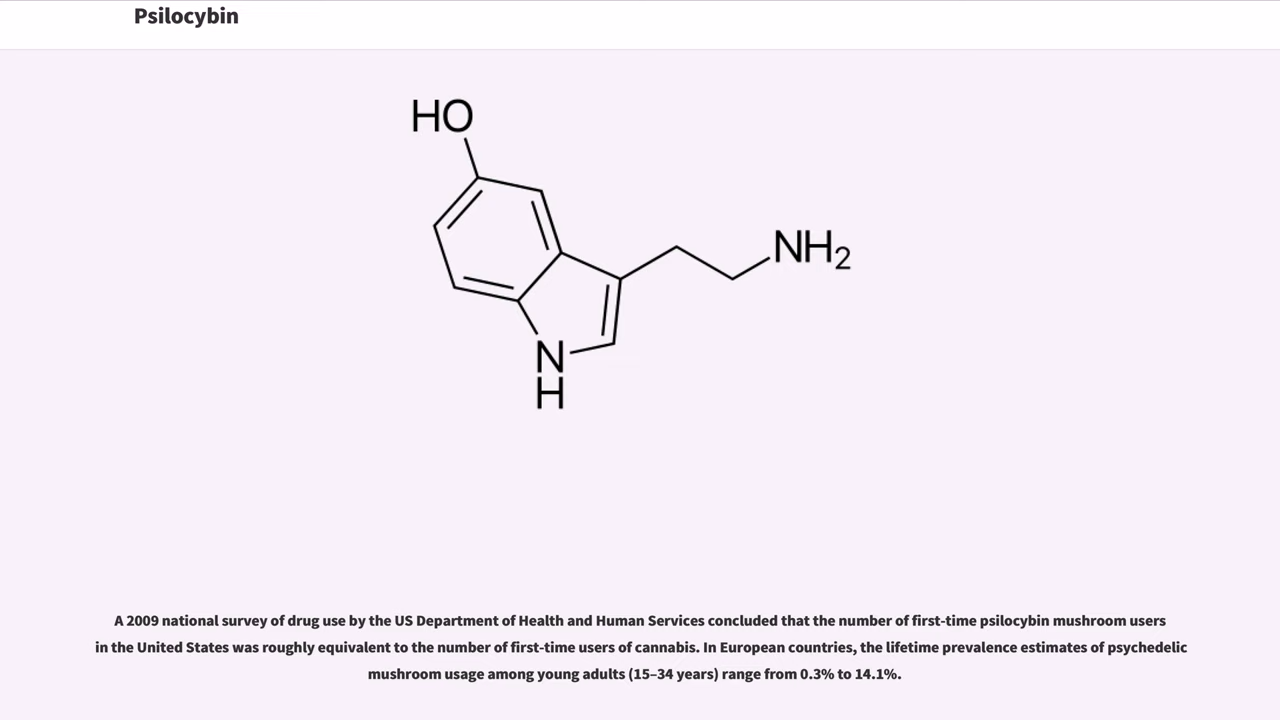 Psilocybin
HO
NH2
N
H
A 2009 national survey of drug use by the US Department of Health and Human Services concluded that the number of first-time psilocybin mushroom users
in the United States was roughly equivalent to the number of first-time users of cannabis. In European countries, the lifetime prevalence estimates of psychedelic
mushroom usage among young adults (15–34 years) range from 0.3% to 14.1%.